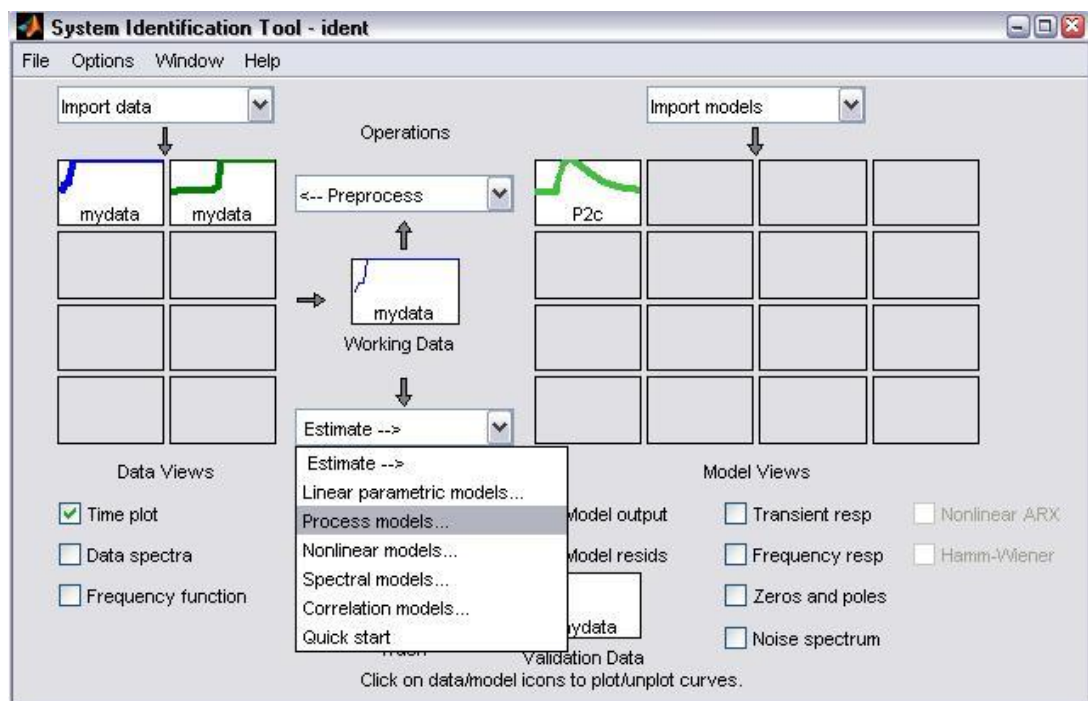 System Identification Tool - ident
File Options Window Help
Import data
Import models
Operations
mydata
mydata
<-- Preprocess
P2c
mydata
Working Data
Estimate -->
Estimate -->
Linear parametric models...
Process models...
Nonlinear models...
Spectral models...
Correlation models...
Quick start
Data Views
Time plot
Data spectra
Frequency function
Model Views
Model output
Transient resp
Nonlinear ARX
Model resids
Frequency resp
Hamm-Wiener
Zeros and poles
Noise spectrum
Validation Data
Click on data/model icons to plot/unplot curves.